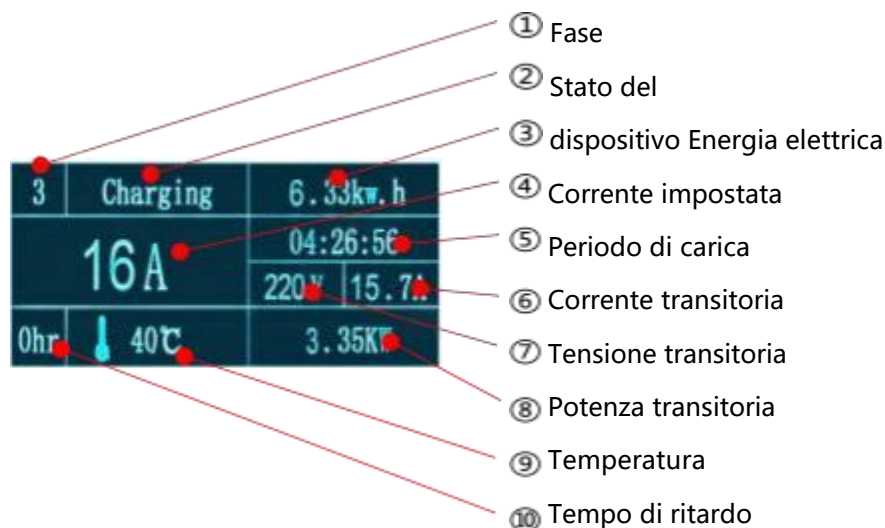 ① Fase
② Stato del
③ dispositivo Energia elettrica
④ Corrente impostata
⑤ Periodo di carica
⑥ Corrente transitoria
⑦ Tensione transitoria
⑧ Potenza transitoria
⑨ Temperatura
⑩ Tempo di ritardo
3 Charging 6.33kw.h
16A 04:26:56
220V 15.7A
0hr 40℃ 3.35KW